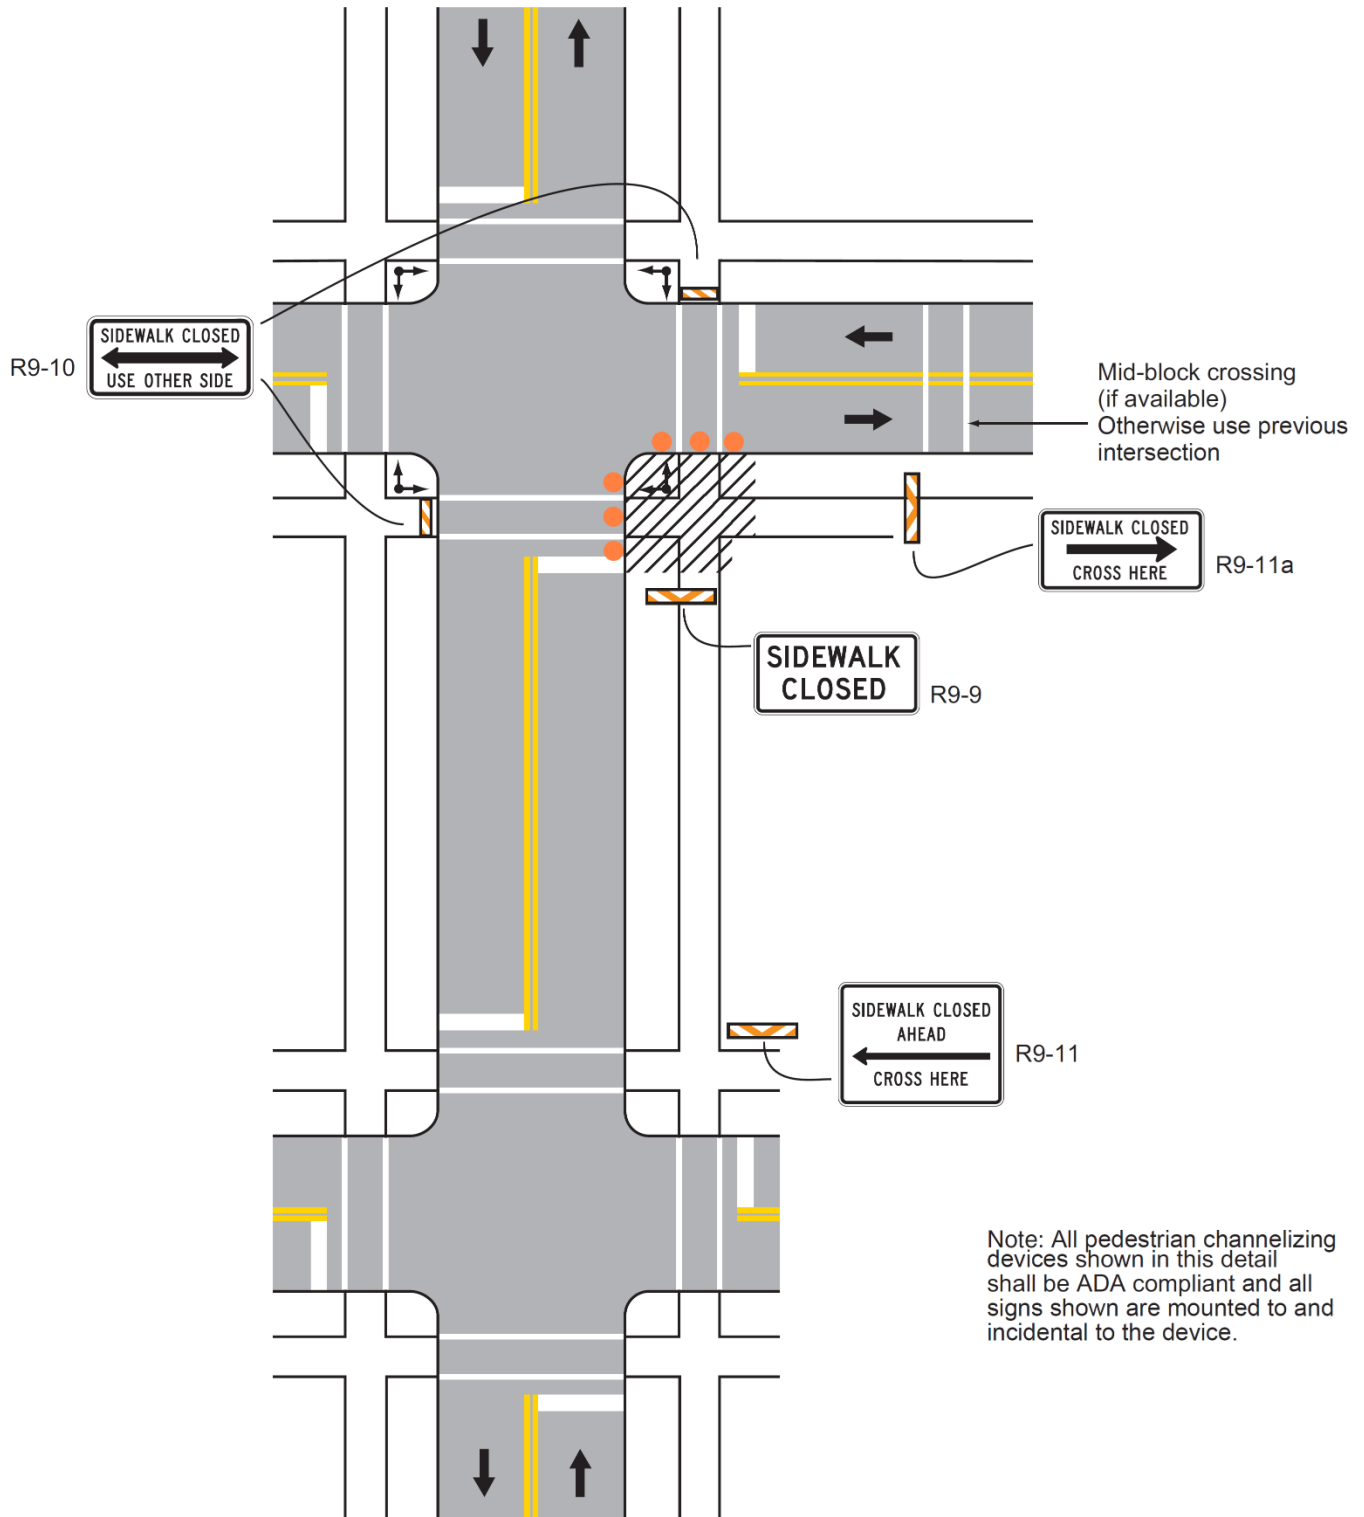 SIDEWALK CLOSED
USE OTHER SIDE
R9-10
Mid-block crossing
(if available)
Otherwise use previous
intersection
SIDEWALK CLOSED
CROSS HERE
R9-11a
SIDEWALK
CLOSED
R9-9
SIDEWALK CLOSED
AHEAD
CROSS HERE
R9-11
Note: All pedestrian channelizing
devices shown in this detail
shall be ADA compliant and all
signs shown are mounted to and
incidental to the device.